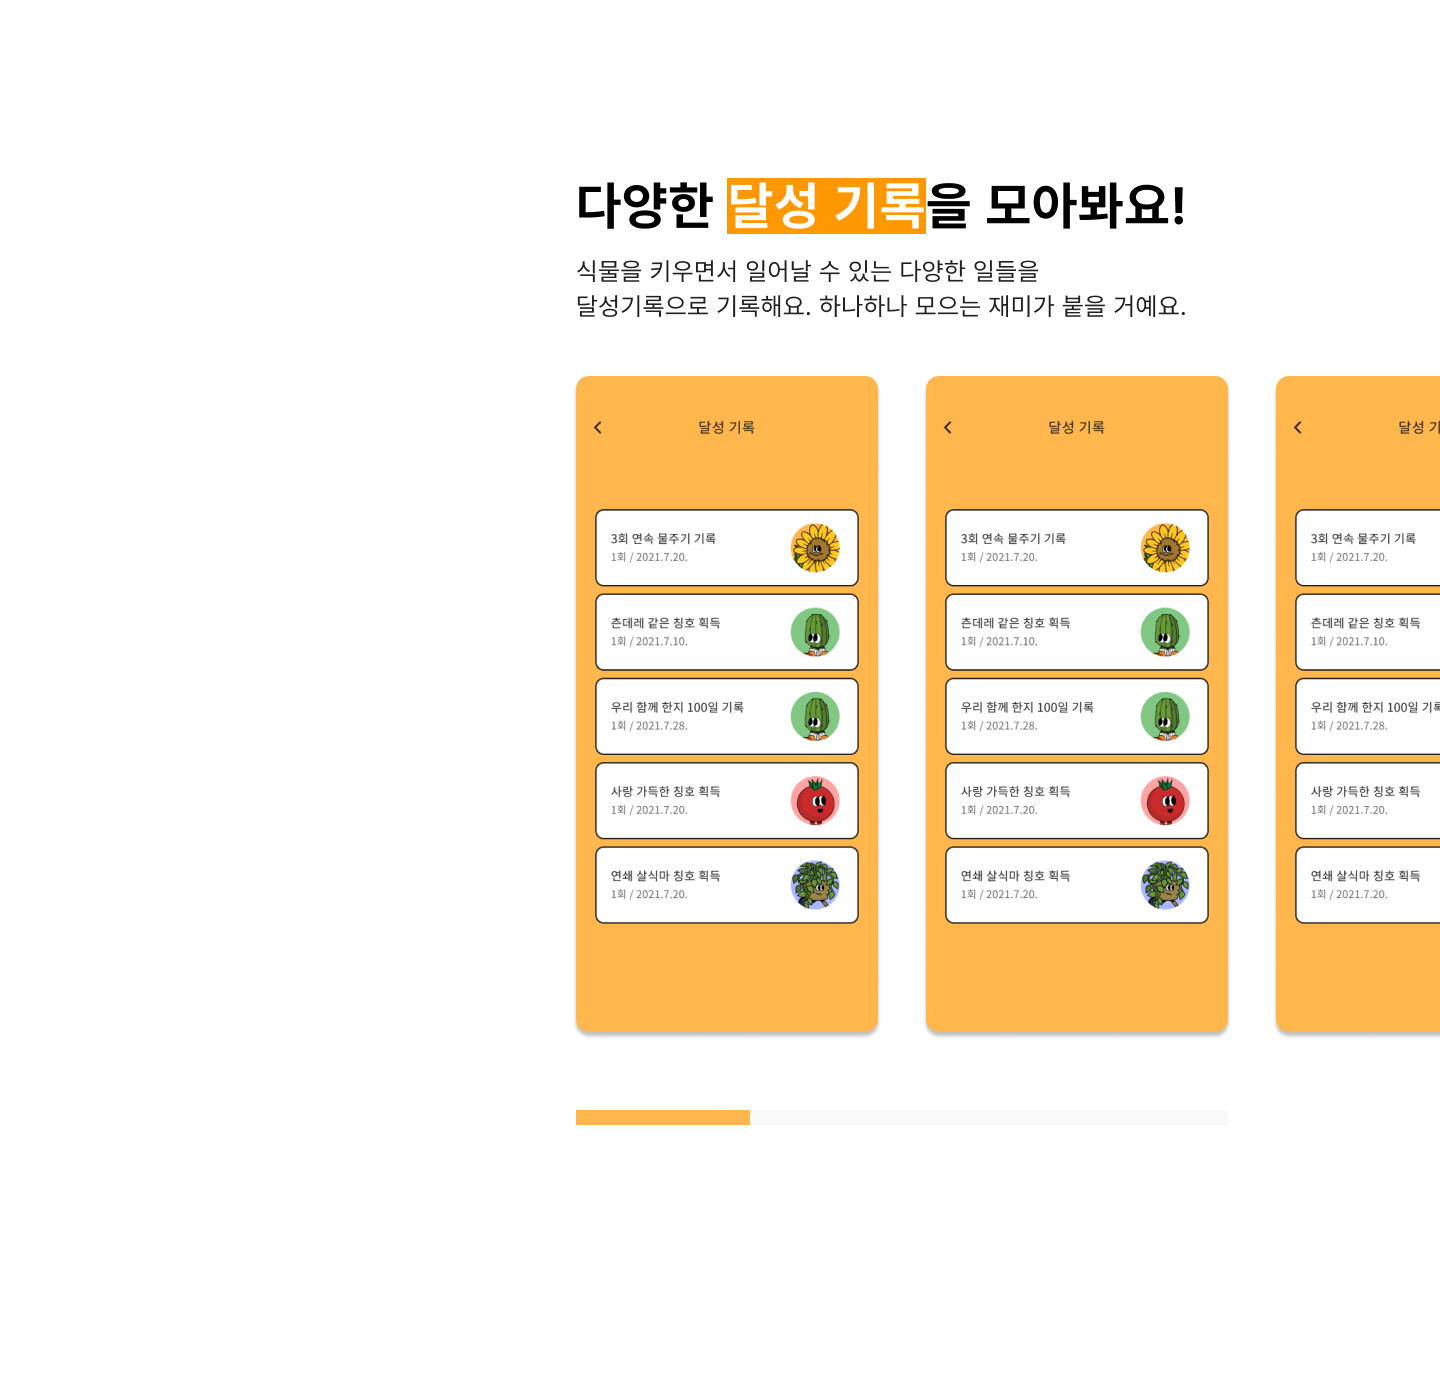 다양한 달성 기록을 모아봐요!
식물을 키우면서 일어날 수 있는 다양한 일들을
달성기록으로 기록해요. 하나하나 모으는 재미가 붙을 거예요.
달성 기록
3회 연속 물주기 기록
1회 / 2021.7.20.
츤데레 같은 칭호 획득
1회 / 2021.7.10.
우리 함께 한지 100일 기록
1회 / 2021.7.28.
사랑 가득한 칭호 획득
1회 / 2021.7.20.
연쇄 살식마 칭호 획득
1회 / 2021.7.20.
달성 기록
3회 연속 물주기 기록
1회 / 2021.7.20.
츤데레 같은 칭호 획득
1회 / 2021.7.10.
우리 함께 한지 100일 기록
1회 / 2021.7.28.
사랑 가득한 칭호 획득
1회 / 2021.7.20.
연쇄 살식마 칭호 획득
1회 / 2021.7.20.
달성 기
3회 연속 물주기 기록
1회 / 2021.7.20.
츤데레 같은 칭호 획득
1회 / 2021.7.10.
우리 함께 한지 100일 기록
1회 / 2021.7.28.
사랑 가득한 칭호 획득
1회 / 2021.7.20.
연쇄 살식마 칭호 획득
1회 / 2021.7.20.